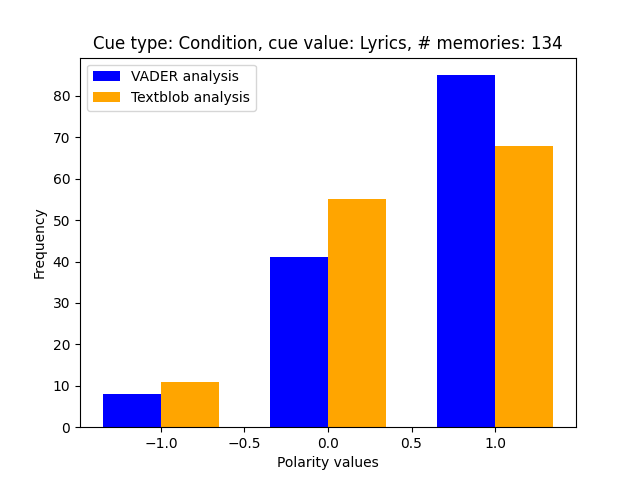 Cue type: Condition, cue value: Lyrics, # memories: 134
VADER analysis
Textblob analysis
80
70
60
50
40
30
20
10
0
Frequency
−1.0 −0.5 0.0 0.5 1.0
Polarity values